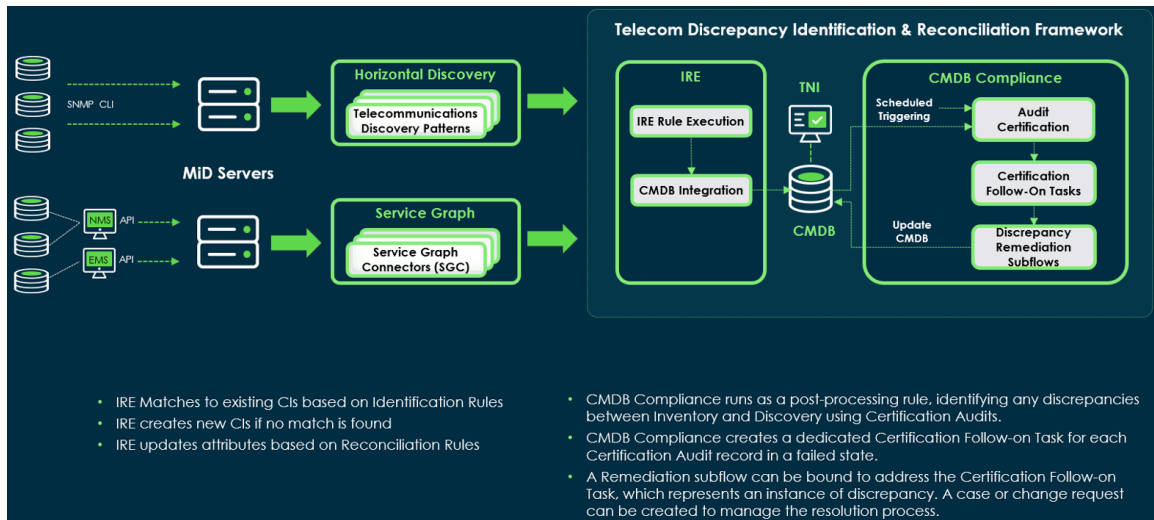 Telecom Discrepancy Identification & Reconciliation Framework
SNMP CLI
Horizontal Discovery
Telecommunications
Discovery Patterns
MiD Servers
NMS
API
EMS
API
Service Graph
Service Graph
Connectors (SGC)
IRE
IRE Rule Execution
CMDB Integration
TNI
CMDB
CMDB Compliance
Scheduled
Triggering
Audit
Certification
Certification
Follow-On Tasks
Update
CMDB
Discrepancy
Remediation
Subflows
• IRE Matches to existing CIs based on Identification Rules
• IRE creates new CIs if no match is found
• IRE updates attributes based on Reconciliation Rules
• CMDB Compliance runs as a post-processing rule, identifying any discrepancies
between Inventory and Discovery using Certification Audits.
• CMDB Compliance creates a dedicated Certification Follow-on Task for each
Certification Audit record in a failed state.
• A Remediation subflow can be bound to address the Certification Follow-on
Task, which represents an instance of discrepancy. A case or change request
can be created to manage the resolution process.